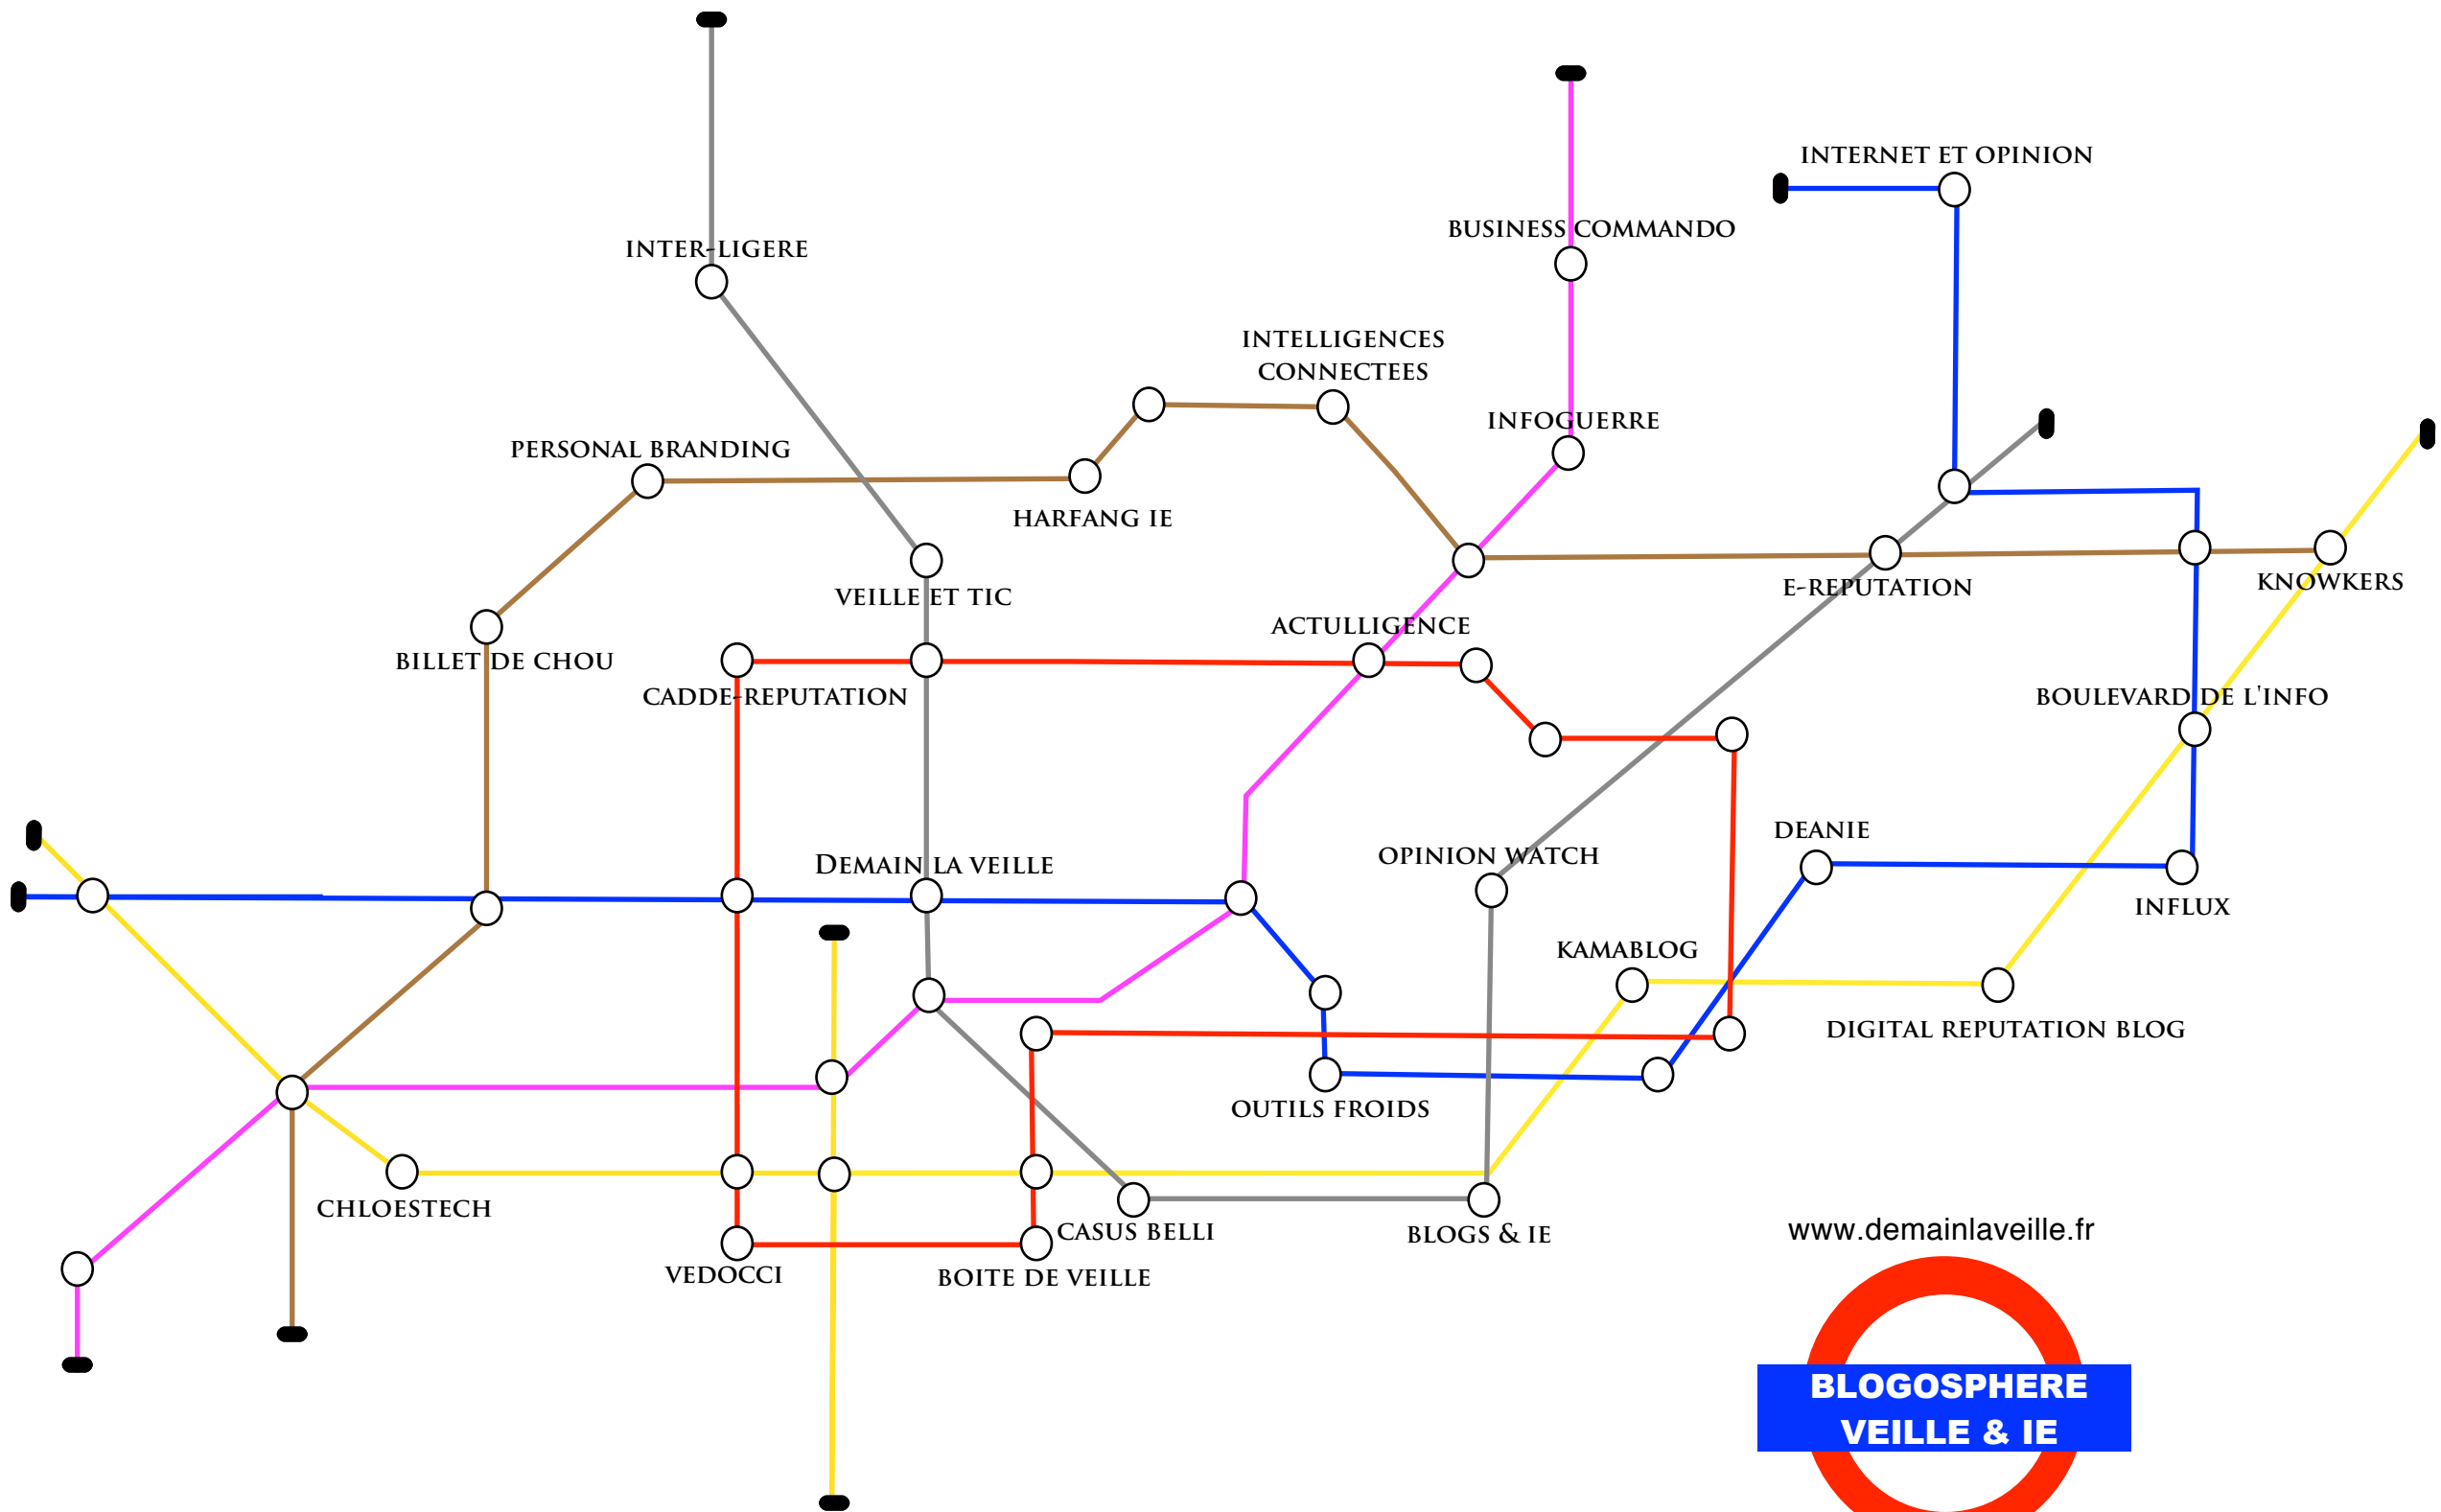 INTERNET ET OPINION
BUSINESS COMMANDO
INTER-LIGERE
INTELLIGENCES
CONNECTEES
INFOGUERRE
PERSONAL BRANDING
HARFANG IE
KNOWKERS
E-REPUTATION
VEILLE ET TIC
ACTULLIGENCE
BILLET DE CHOU
CADDE-REPUTATION
BOULEVARD DE L'INFO
DEANIE
OPINION WATCH
DEMAIN LA VEILLE
INFLUX
KAMABLOG
DIGITAL REPUTATION BLOG
OUTILS FROIDS
CHLOESTECH
CASUS BELLI
BLOGS & IE
VEDOCCI
BOITE DE VEILLE
www.demainlaveille.fr
BLOGOSPHERE
VEILLE & IE